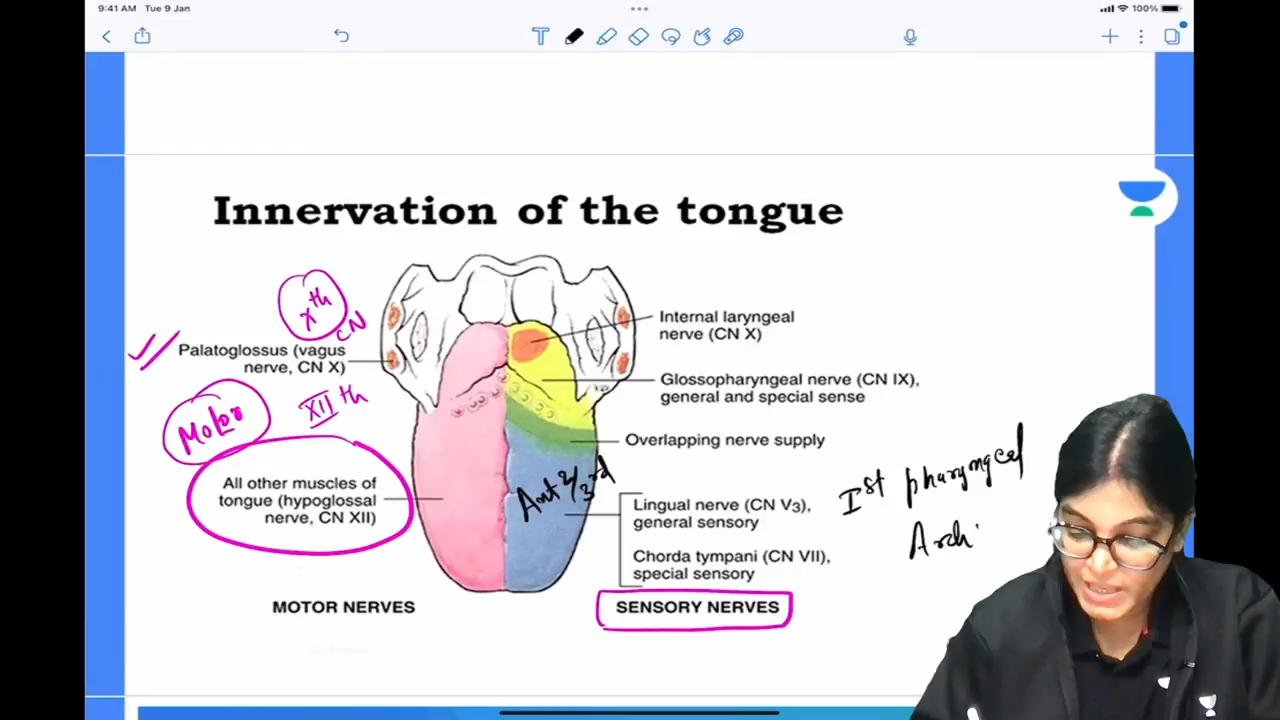 9:41 AM Tue 9 Jan
100%
Innervation of the tongue
Xth
CN
Palatoglossus (vagus
nerve, CN X)
Motor
XIIth
All other muscles of
tongue (hypoglossal
nerve, CN XII)
MOTOR NERVES
Ant 2/3rd
Internal laryngeal
nerve (CN X)
Glossopharyngeal nerve (CN IX),
general and special sense
Overlapping nerve supply
Lingual nerve (CN V3),
general sensory
Chorda tympani (CN VII),
special sensory
SENSORY NERVES
Ist pharyngeal
Arch